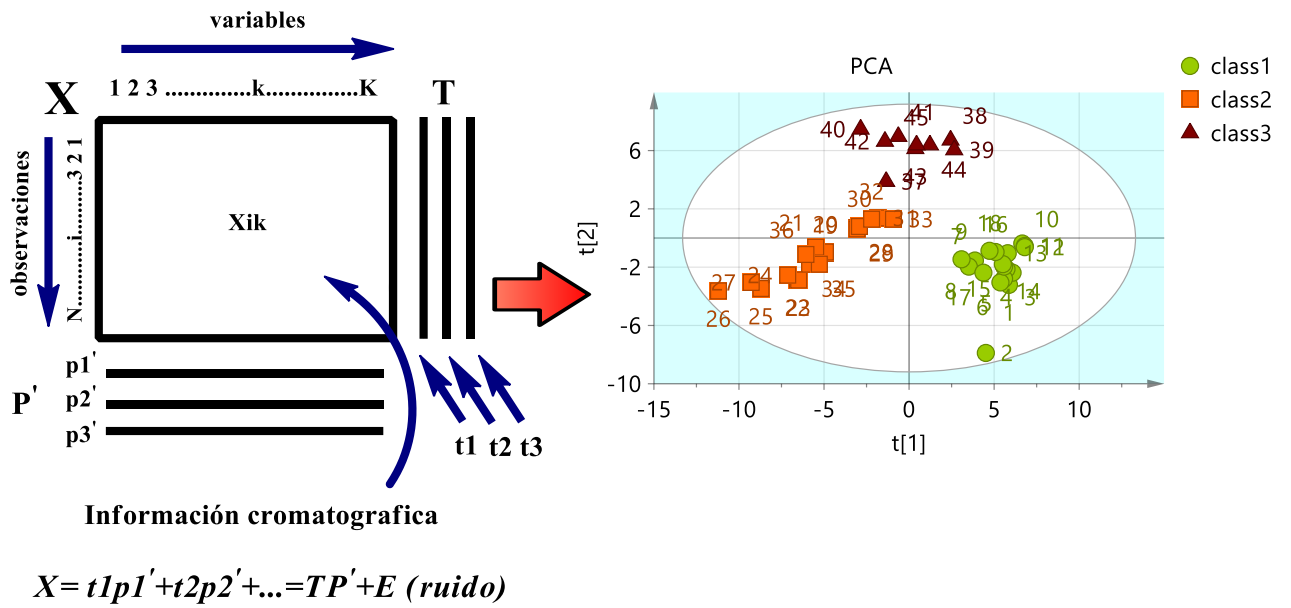 variables
X
1 2 3 ..............k...............K
T
observaciones
N..........i..........3 2 1
Xik
p1'
P'
p2'
p3'
t1 t2 t3
Información cromatografica
X= t1p1'+t2p2'+...=TP'+E (ruido)
PCA
class1
class2
class3
t[2]
6
2
-2
-6
-10
-15
-10
-5
0
5
10
t[1]
40
41
45
38
42
39
44
43
37
32
30
31
33
21
20
19
36
29
28
27
24
34
35
26
25
22
23
7
9
18
16
10
11
12
13
8
17
15
6
5
4
14
3
1
2